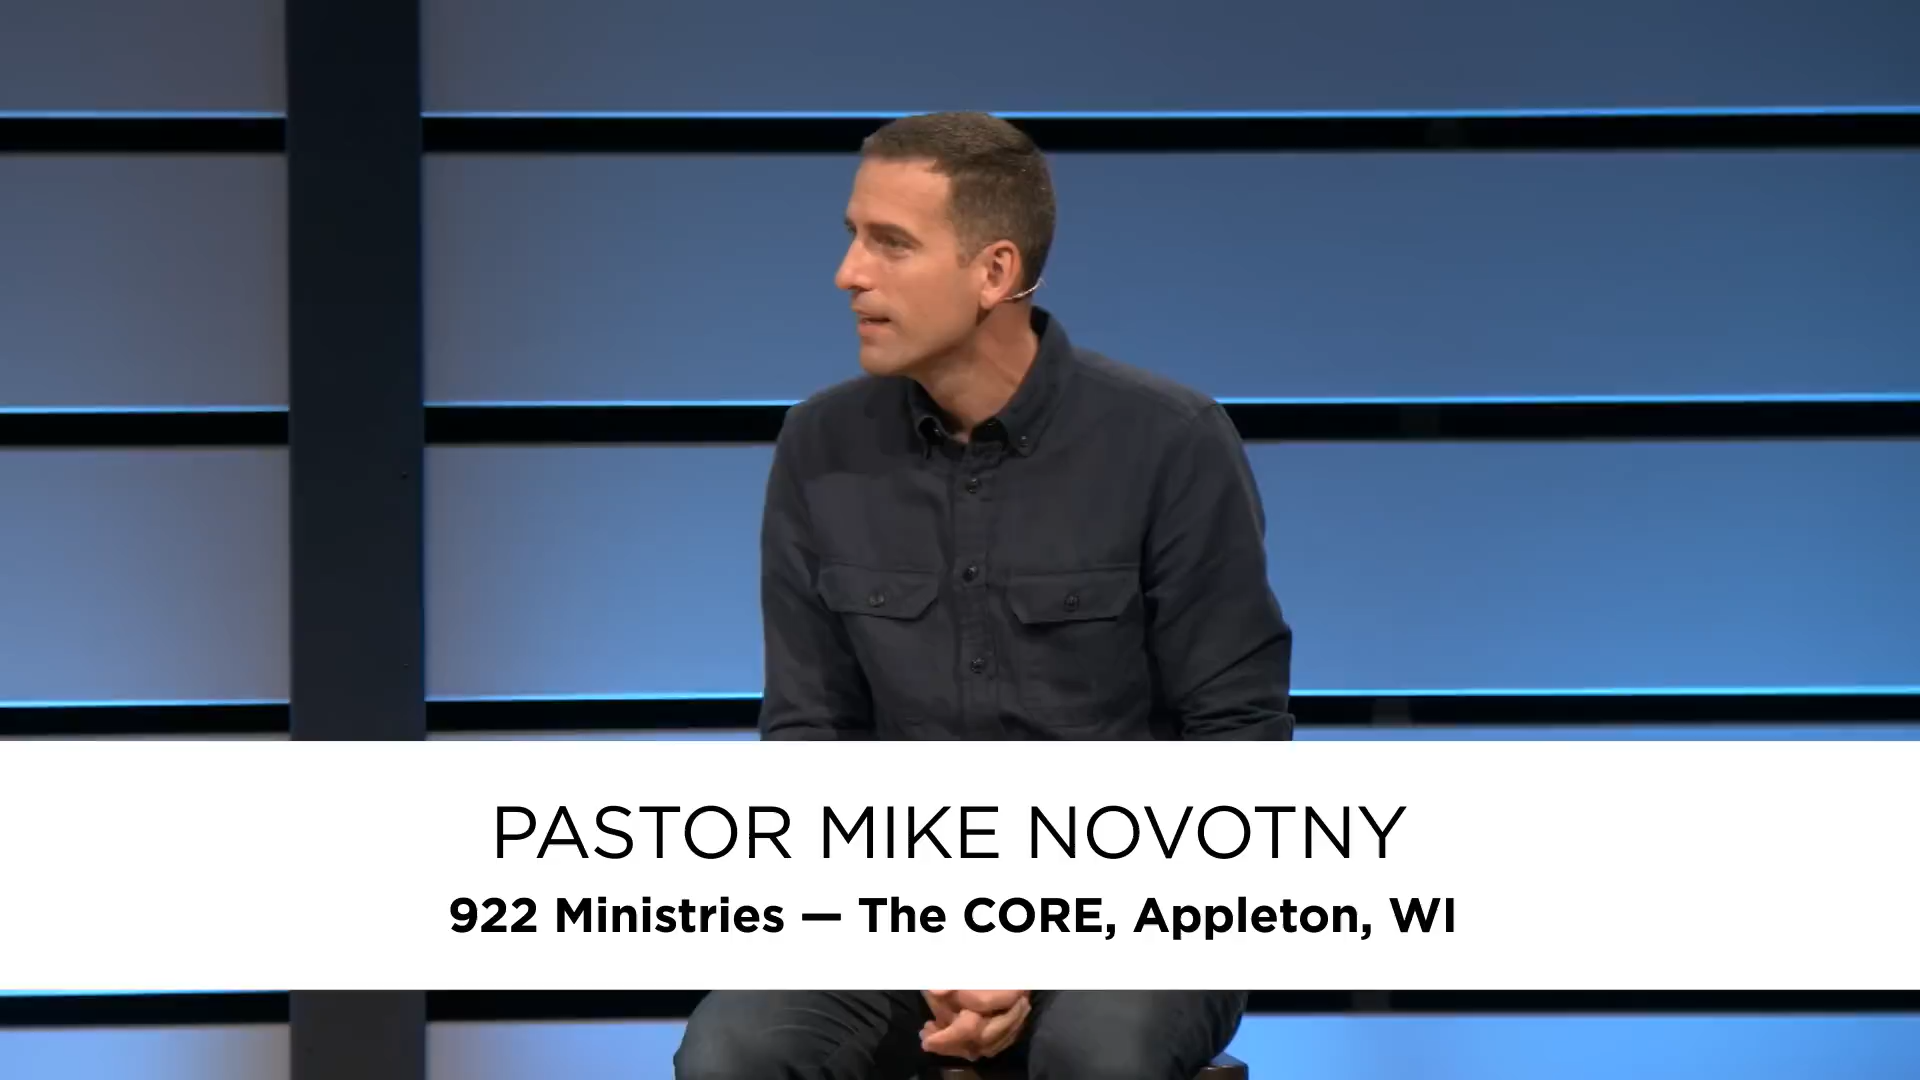 PASTOR MIKE NOVOTNY
922 Ministries — The CORE, Appleton, WI